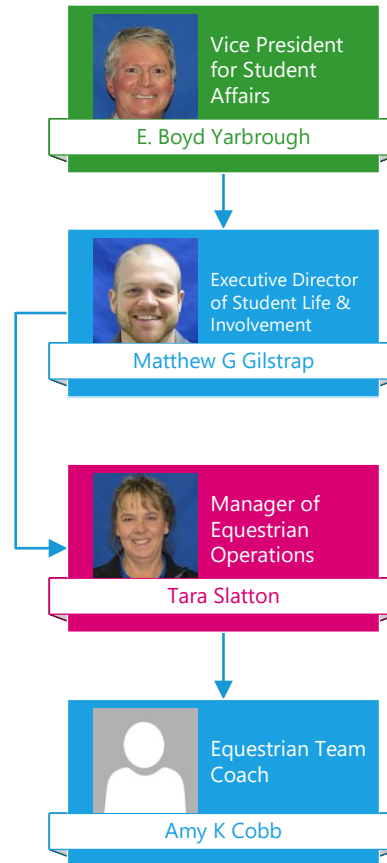 Vice President
for Student
Affairs
E. Boyd Yarbrough
Executive Director
of Student Life &
Involvement
Matthew G Gilstrap
Manager of
Equestrian
Operations
Tara Slatton
Equestrian Team
Coach
Amy K Cobb